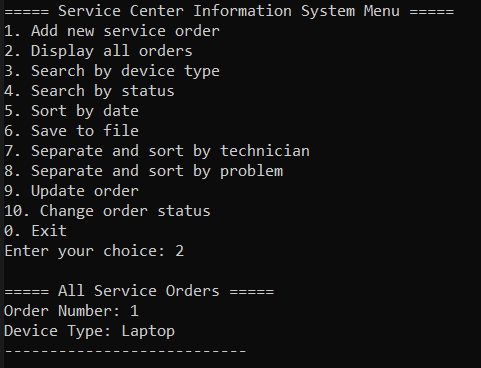 ===== Service Center Information System Menu =====
1. Add new service order
2. Display all orders
3. Search by device type
4. Search by status
5. Sort by date
6. Save to file
7. Separate and sort by technician
8. Separate and sort by problem
9. Update order
10. Change order status
0. Exit
Enter your choice: 2

===== All Service Orders =====
Order Number: 1
Device Type: Laptop
---------------------------